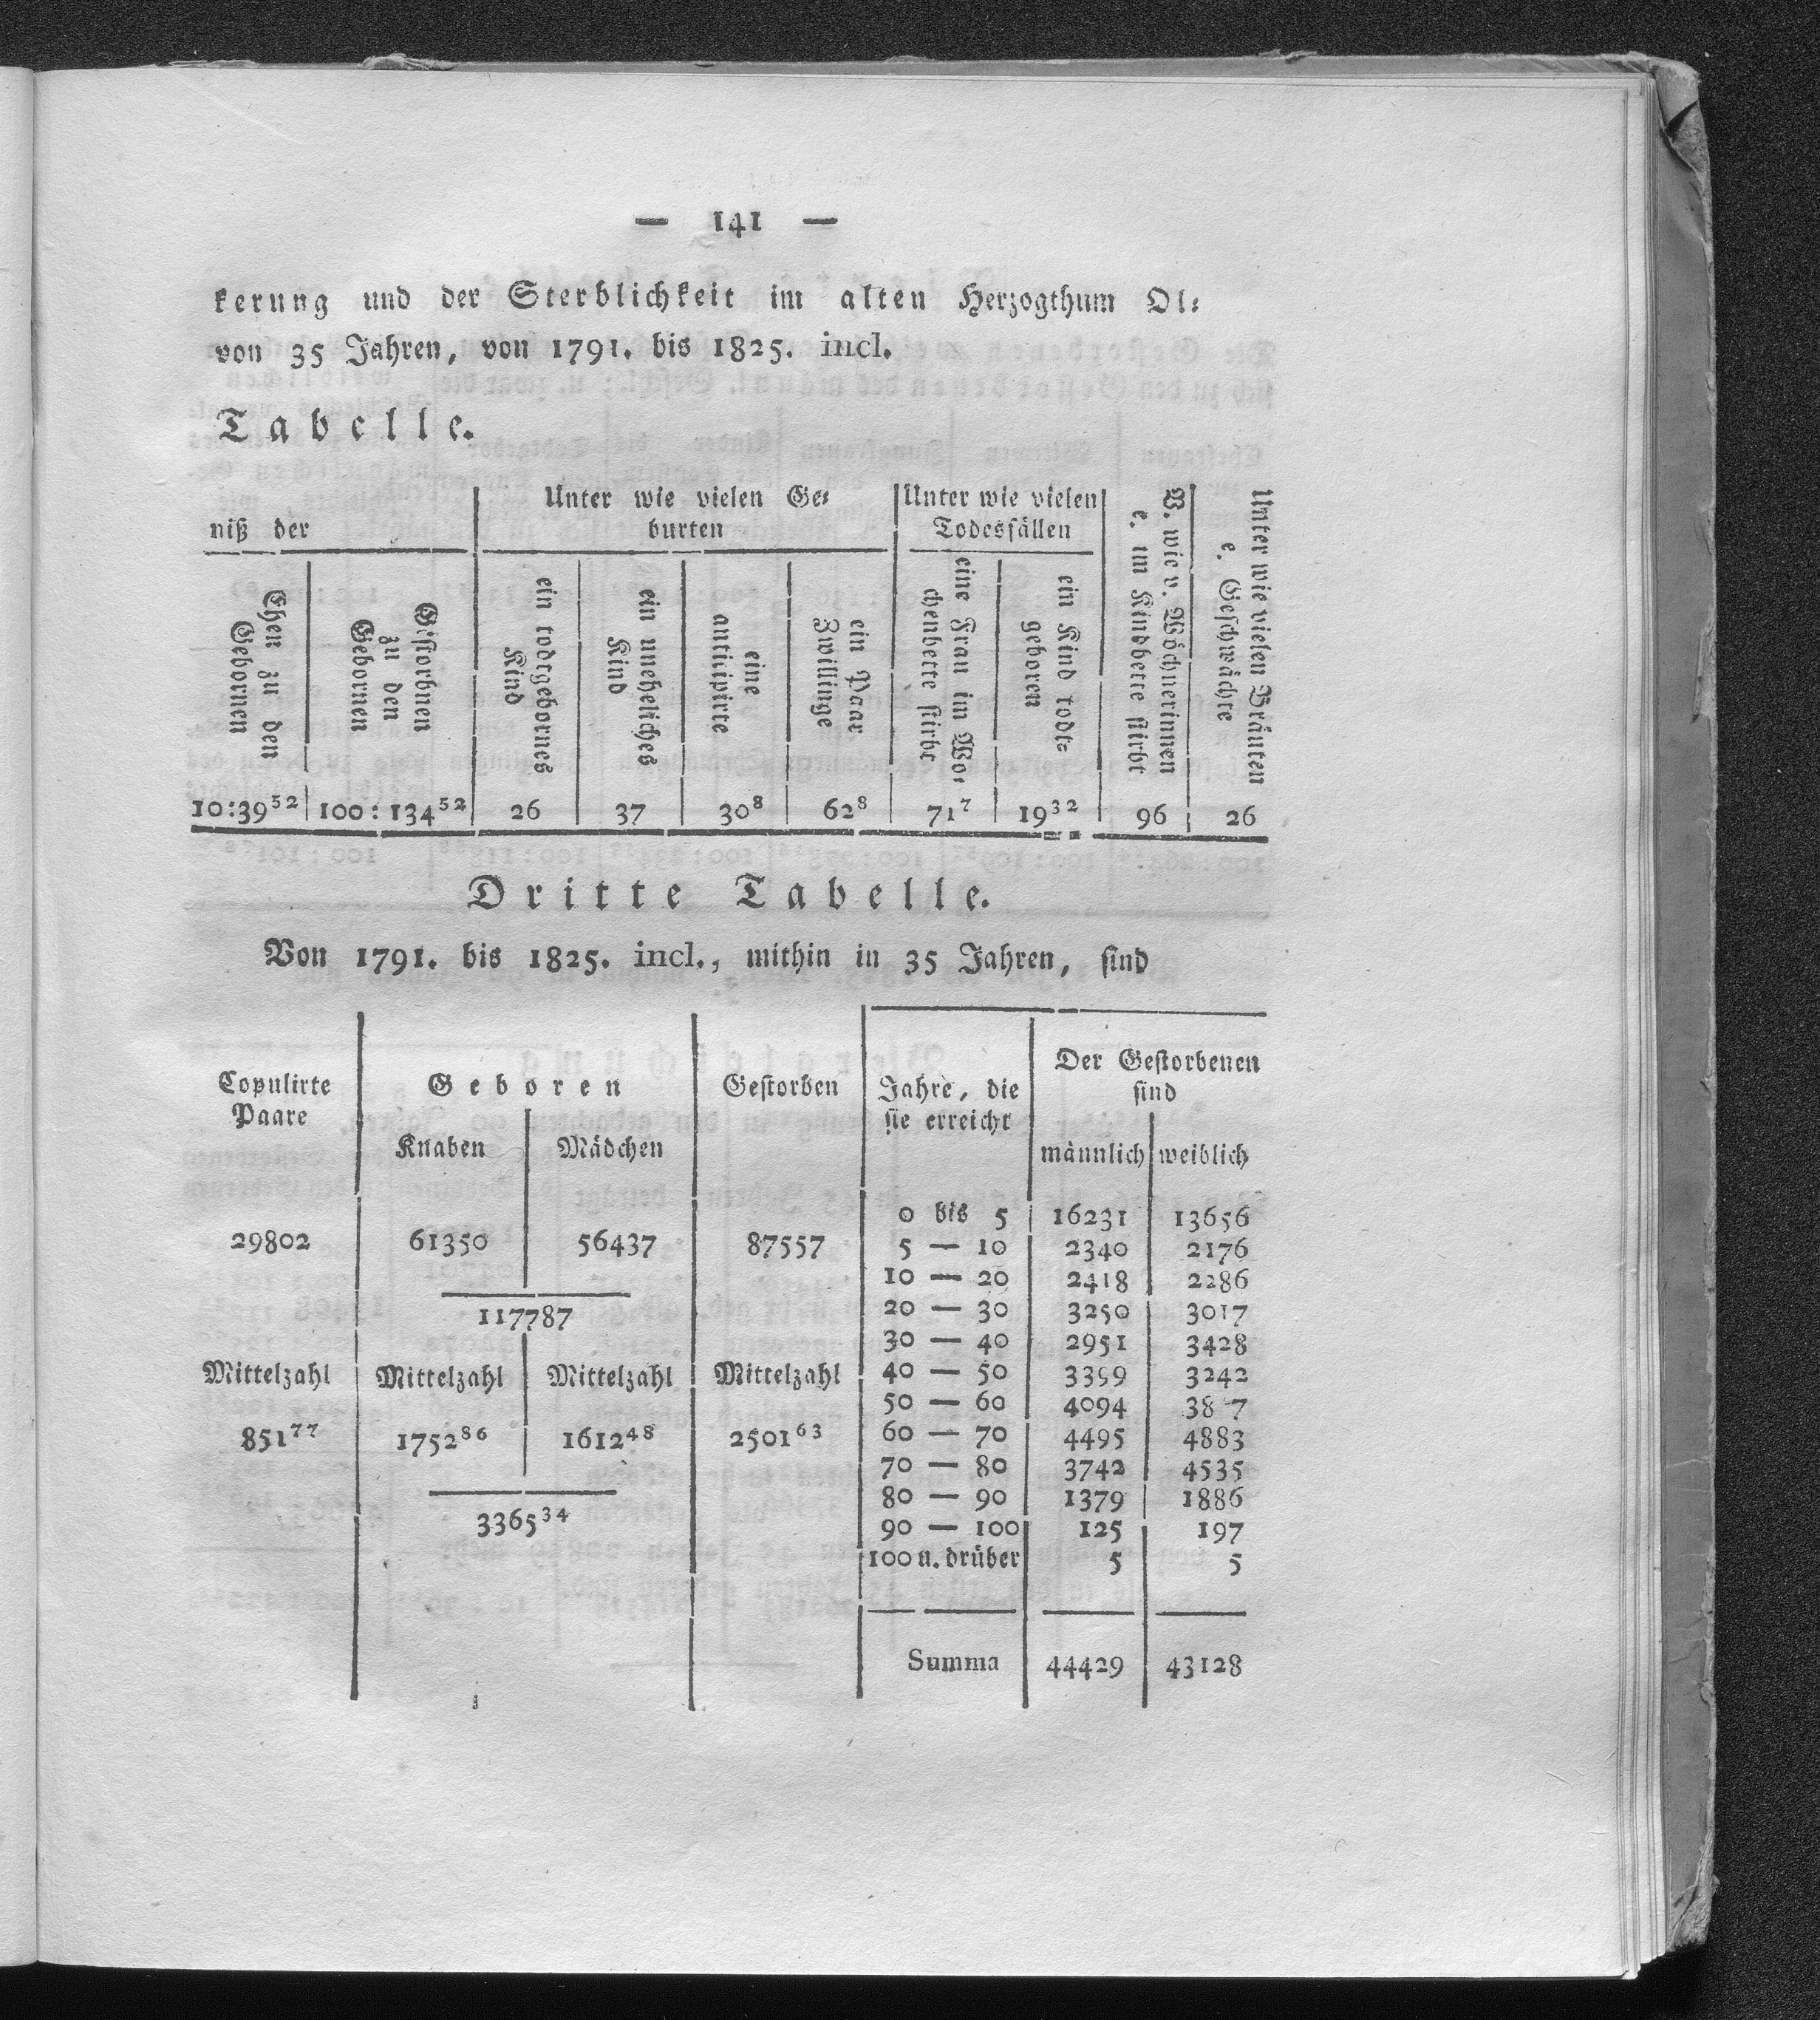 — 141 —
kerung und der Sterblichkeit im alten Herzogthum Ol⸗
von 35 Jahren, von 1791. bis 1825. incl.
Tabelle.
niß der | Unter wie vielen Ge⸗ burten | Unter wie vielen Todesfällen | U. wie v. Wöchnerinnen e. im Kindbette stirbt | Unter wie vielen Bräuten e. Geschwächte
Ehen zu den Gebornen | Gestorbnen zu den Gebornen | ein todtgebornes Kind | ein uneheliches Kind | eine anticipirte | ein Paar Zwillinge | eine Frau im Wo⸗ chenbette stirbt | ein Kind todt⸗ geboren
10:39⁵² | 100:134⁵² | 26 | 37 | 30⁸ | 62⁸ | 71⁷ | 19³² | 96 | 26
Dritte Tabelle.
Von 1791. bis 1825. incl., mithin in 35 Jahren, sind
Copulirte Paare | Geboren | Gestorben | Jahre, die sie erreicht | Der Gestorbenen sind
Knaben | Mädchen | männlich | weiblich
29802 | 61350 | 56437 | 87557
117787
Mittelzahl | Mittelzahl | Mittelzahl | Mittelzahl
851⁷⁷ | 1752⁸⁶ | 1612⁴⁸ | 2501⁶³
3365³⁴
0 bis 5 | 16231 | 13656
5 — 10 | 2340 | 2176
10 — 20 | 2418 | 2286
20 — 30 | 3250 | 3017
30 — 40 | 2951 | 3428
40 — 50 | 3399 | 3242
50 — 60 | 4094 | 3817
60 — 70 | 4495 | 4883
70 — 80 | 3742 | 4535
80 — 90 | 1379 | 1886
90 — 100 | 125 | 197
100 u. drüber | 5 | 5
Summa | 44429 | 43128